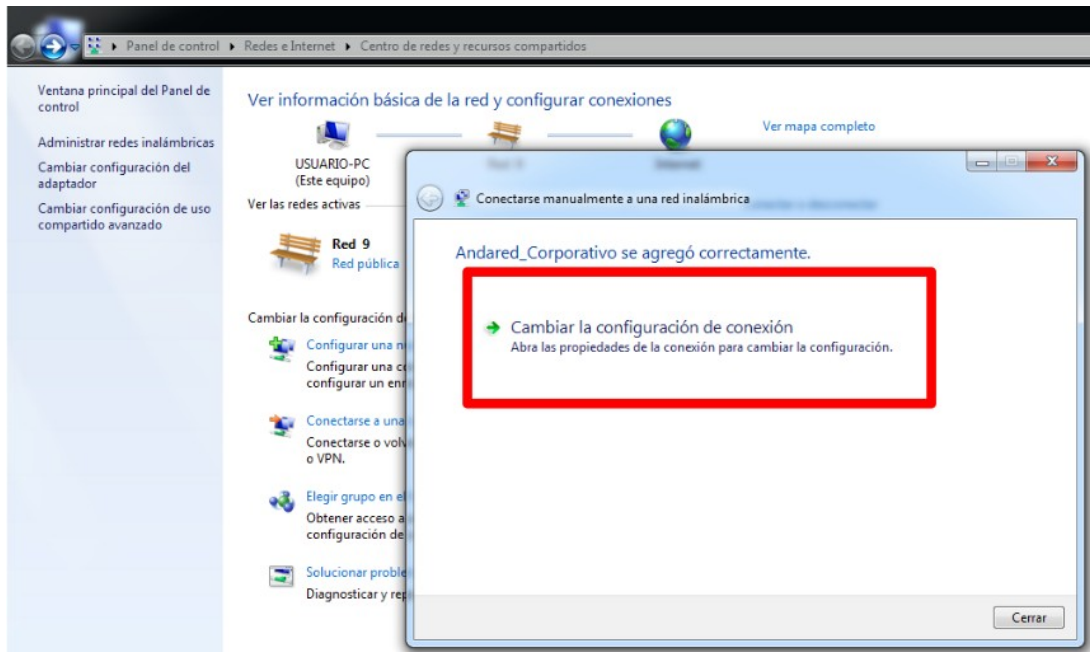 Panel de control ▸ Redes e Internet ▸ Centro de redes y recursos compartidos
Ventana principal del Panel de
control
Administrar redes inalámbricas
Cambiar configuración del
adaptador
Cambiar configuración de uso
compartido avanzado
Ver información básica de la red y configurar conexiones
Ver mapa completo
USUARIO-PC
(Este equipo)
Ver las redes activas
Red 9
Red pública
Cambiar la configuración d
Configurar una n
Configurar una c
configurar un enr
Conectarse a una
Conectarse o volv
o VPN.
Elegir grupo en el
Obtener acceso a
configuración de
Solucionar proble
Diagnosticar y rep
Conectarse manualmente a una red inalámbrica
Andared_Corporativo se agregó correctamente.
Cambiar la configuración de conexión
Abra las propiedades de la conexión para cambiar la configuración.
Cerrar